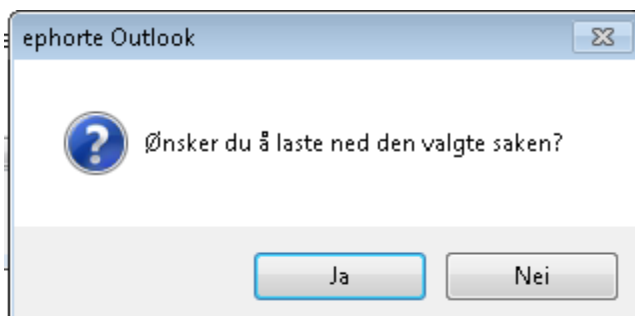 ephorte Outlook
Ønsker du å laste ned den valgte saken?
Ja Nei